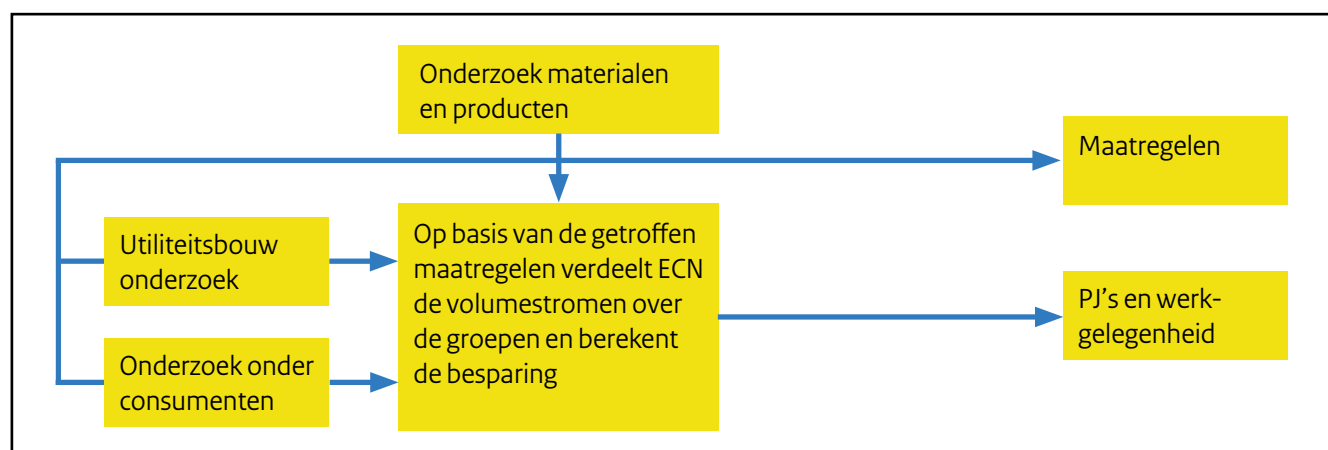 Onderzoek materialen
en producten
Maatregelen
Utiliteitsbouw
onderzoek
Op basis van de getroffen
maatregelen verdeelt ECN
de volumestromen over
de groepen en berekent
de besparing
PJ's en werk-
gelegenheid
Onderzoek onder
consumenten